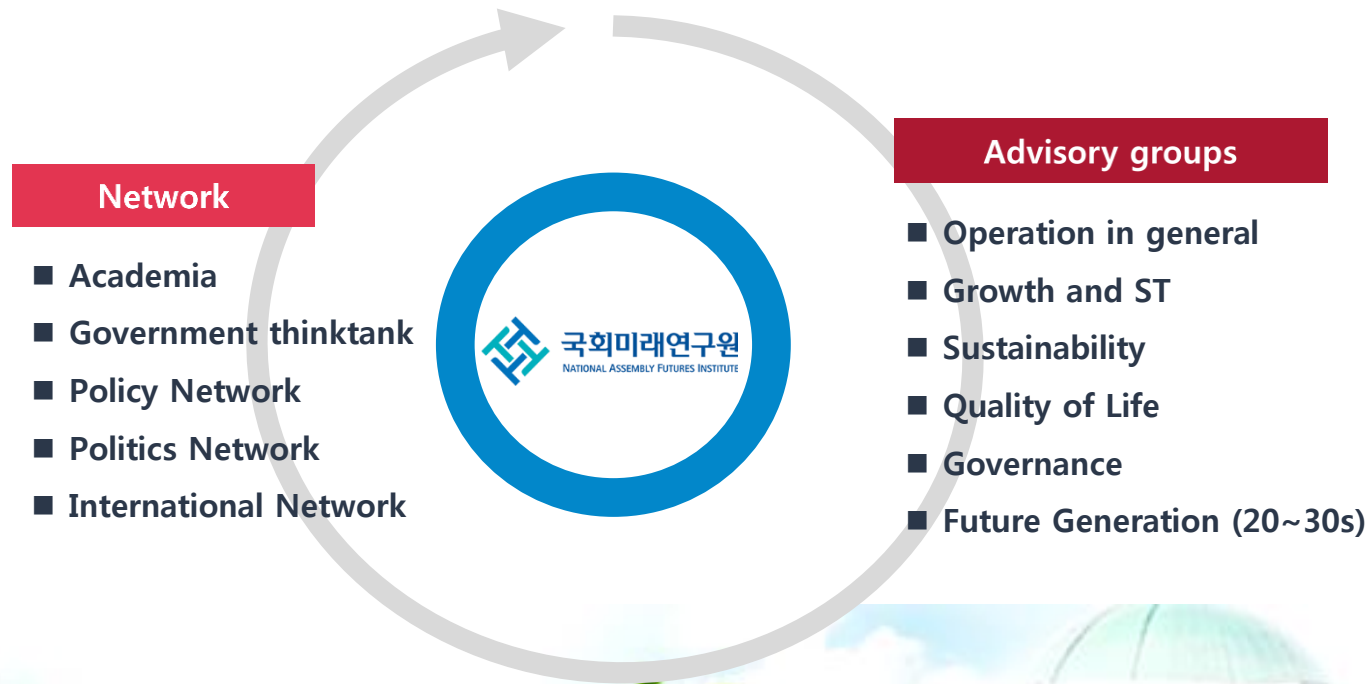 Network
■ Academia
■ Government thinktank
■ Policy Network
■ Politics Network
■ International Network
국회미래연구원
NATIONAL ASSEMBLY FUTURES INSTITUTE
Advisory groups
■ Operation in general
■ Growth and ST
■ Sustainability
■ Quality of Life
■ Governance
■ Future Generation (20~30s)